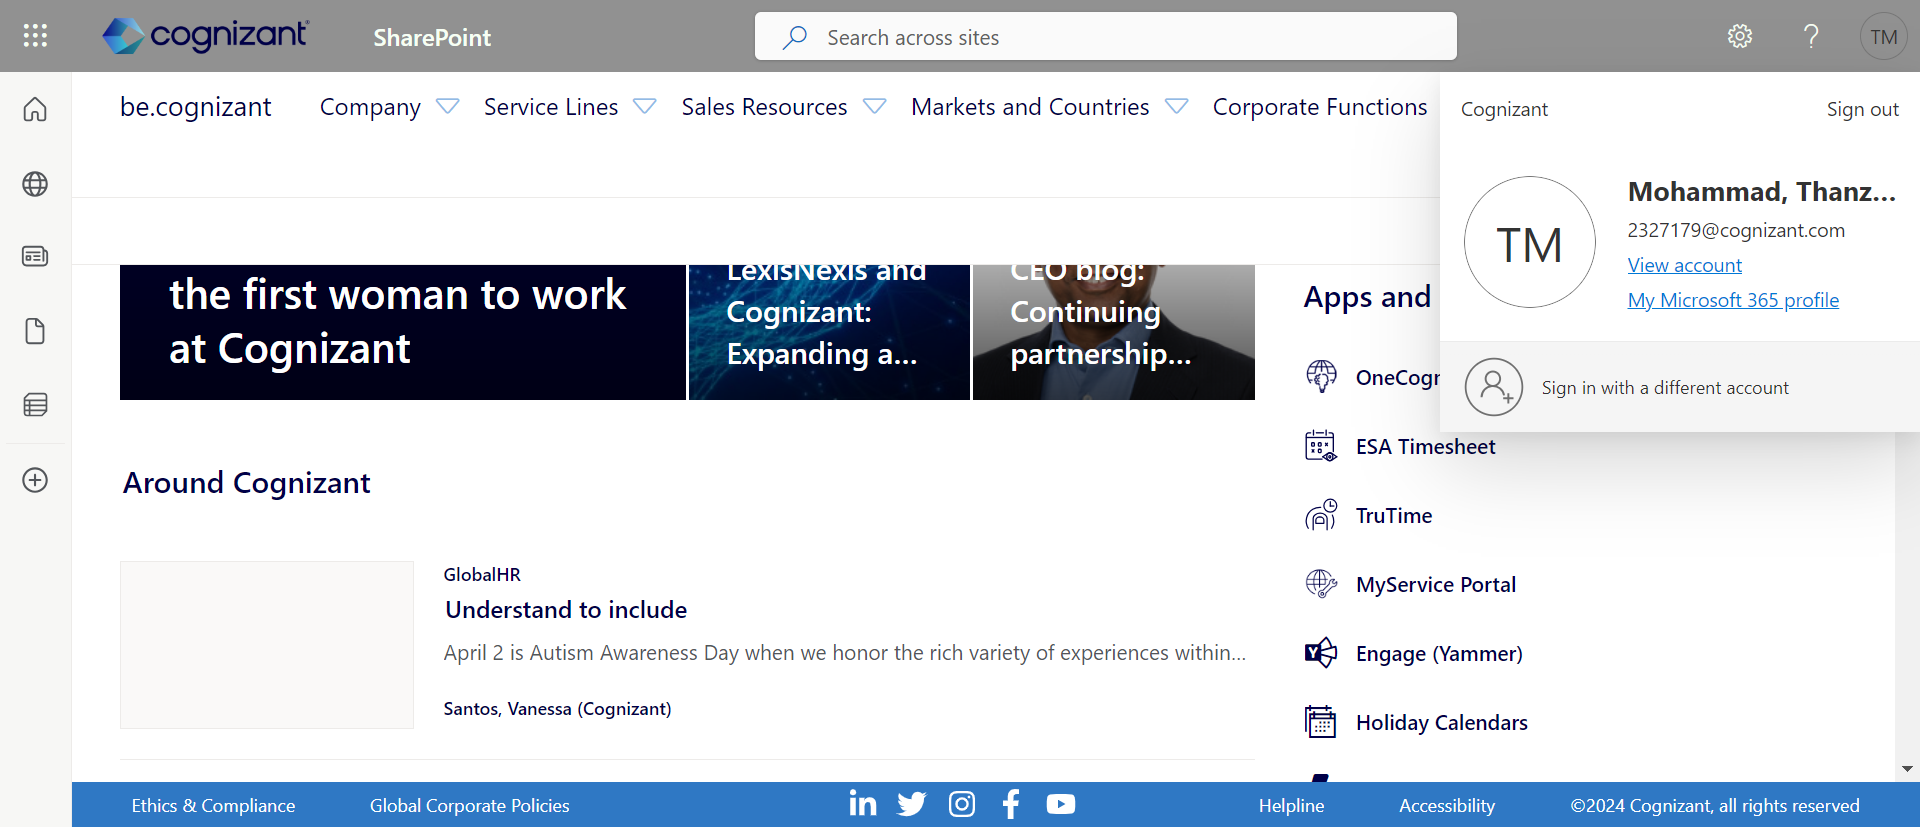 cognizant
SharePoint
Search across sites
TM
be.cognizant
Company
Service Lines
Sales Resources
Markets and Countries
Corporate Functions
Cognizant
Sign out
TM
Mohammad, Thanz...
2327179@cognizant.com
View account
My Microsoft 365 profile
Sign in with a different account
the first woman to work
at Cognizant
LexisNexis and
Cognizant:
Expanding a...
CEO blog:
Continuing
partnership...
Apps and
OneCogn
ESA Timesheet
TruTime
MyService Portal
Engage (Yammer)
Holiday Calendars
Around Cognizant
GlobalHR
Understand to include
April 2 is Autism Awareness Day when we honor the rich variety of experiences within...
Santos, Vanessa (Cognizant)
Ethics & Compliance
Global Corporate Policies
Helpline
Accessibility
©2024 Cognizant, all rights reserved